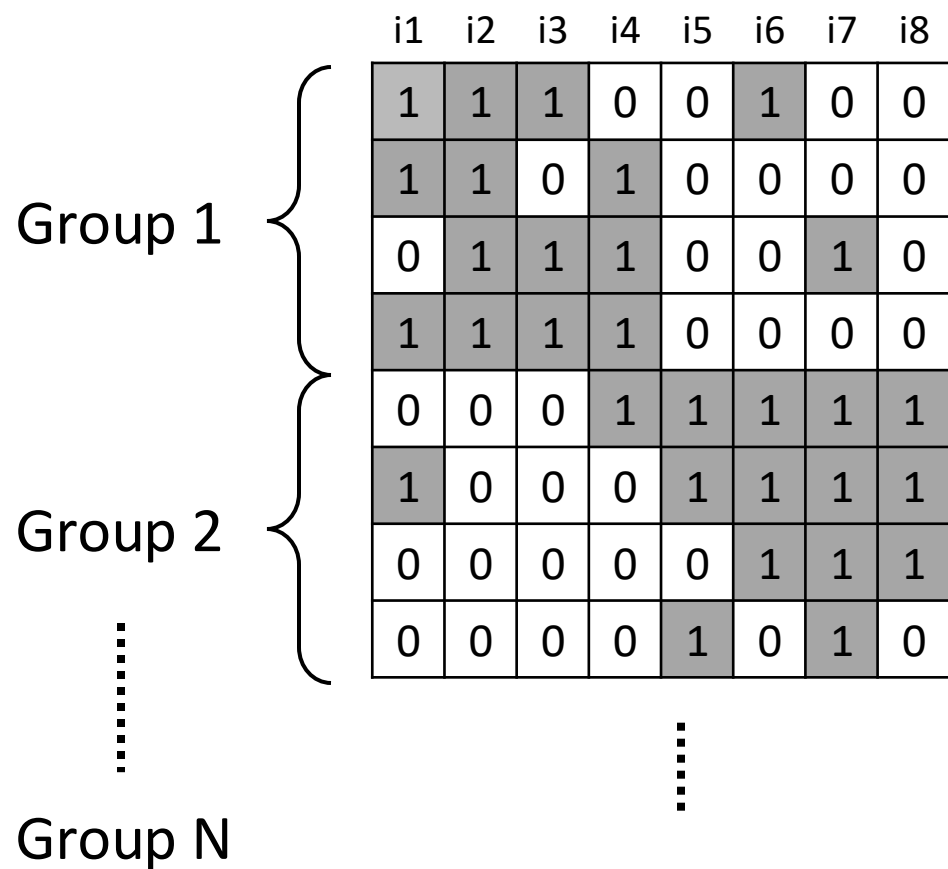 i1 i2 i3 i4 i5 i6 i7 i8
1 1 1 0 0 1 0 0
1 1 0 1 0 0 0 0
Group 1
0 1 1 1 0 0 1 0
1 1 1 1 0 0 0 0
0 0 0 1 1 1 1 1
1 0 0 0 1 1 1 1
Group 2
0 0 0 0 0 1 1 1
0 0 0 0 1 0 1 0
Group N